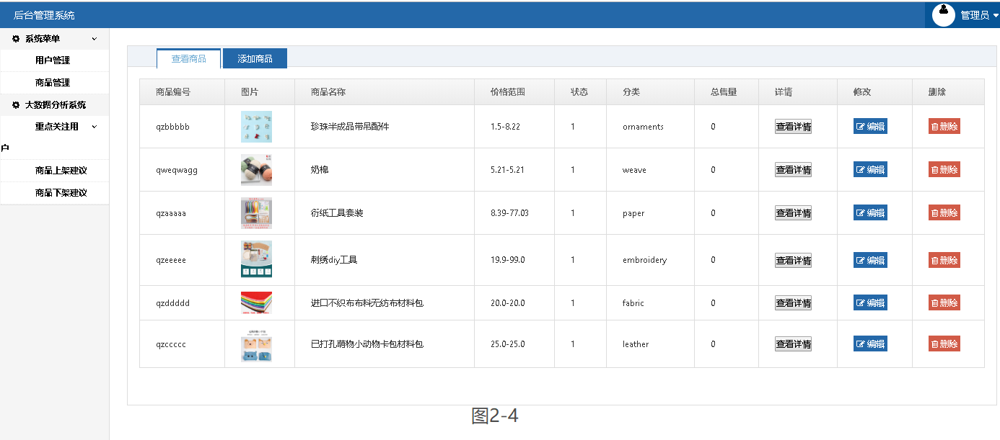 后台管理系统
管理员
系统菜单
用户管理
商品管理
大数据分析系统
重点关注用
户
商品上架建议
商品下架建议
查看商品 添加商品
商品编号 图片 商品名称 价格范围 状态 分类 总售量 详情 修改 删除
qzbbbbb 珍珠半成品带吊配件 1.5-8.22 1 ornaments 0 查看详情 编辑 删除
qweqwagg 奶棉 5.21-5.21 1 weave 0 查看详情 编辑 删除
qzaaaaa 衍纸工具套装 8.39-77.03 1 paper 0 查看详情 编辑 删除
qzeeeee 刺绣diy工具 19.9-99.0 1 embroidery 0 查看详情 编辑 删除
qzddddd 进口不织布布料无纺布材料包 20.0-20.0 1 fabric 0 查看详情 编辑 删除
qzccccc 已打孔萌物小动物卡包材料包 25.0-25.0 1 leather 0 查看详情 编辑 删除
图2-4